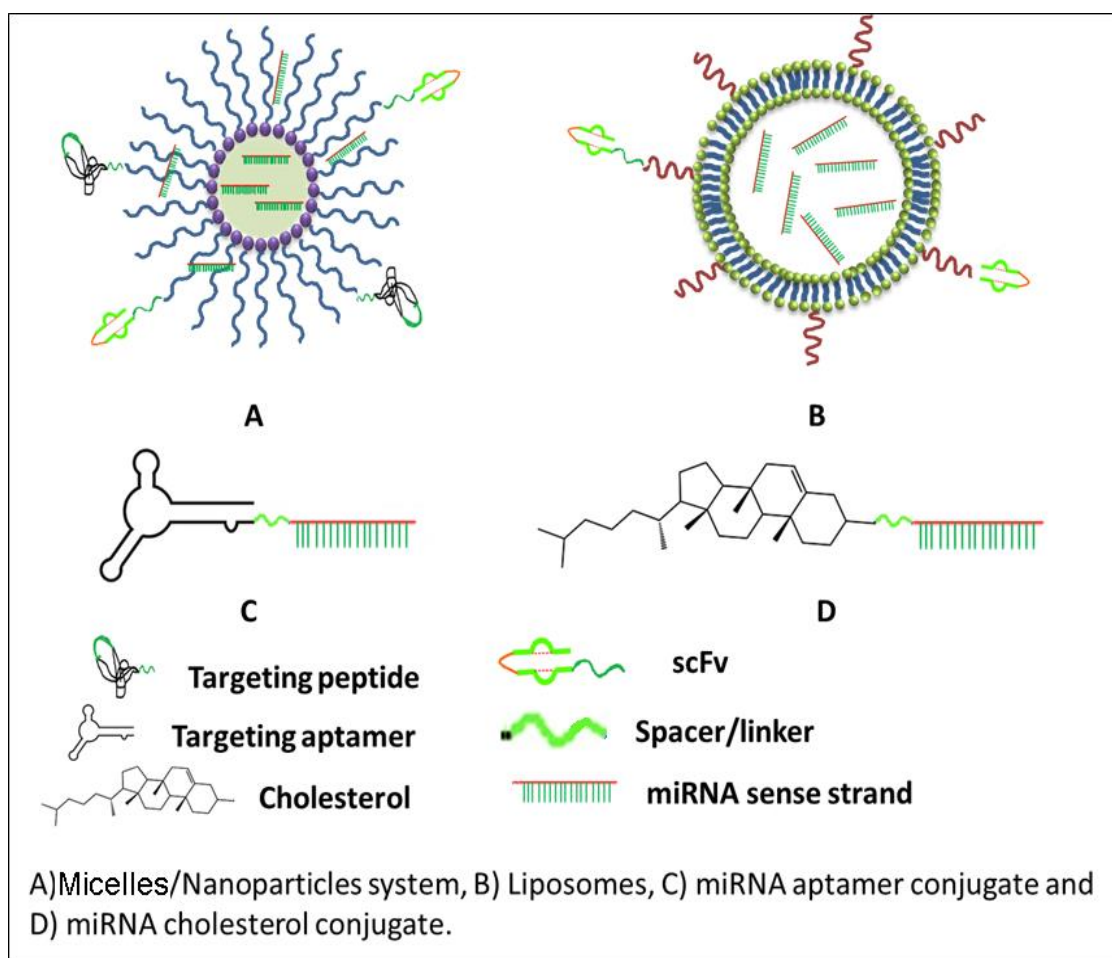 A
B
C
D
Targeting peptide
scFv
Targeting aptamer
Spacer/linker
Cholesterol
miRNA sense strand
A)Micelles/Nanoparticles system, B) Liposomes, C) miRNA aptamer conjugate and
D) miRNA cholesterol conjugate.